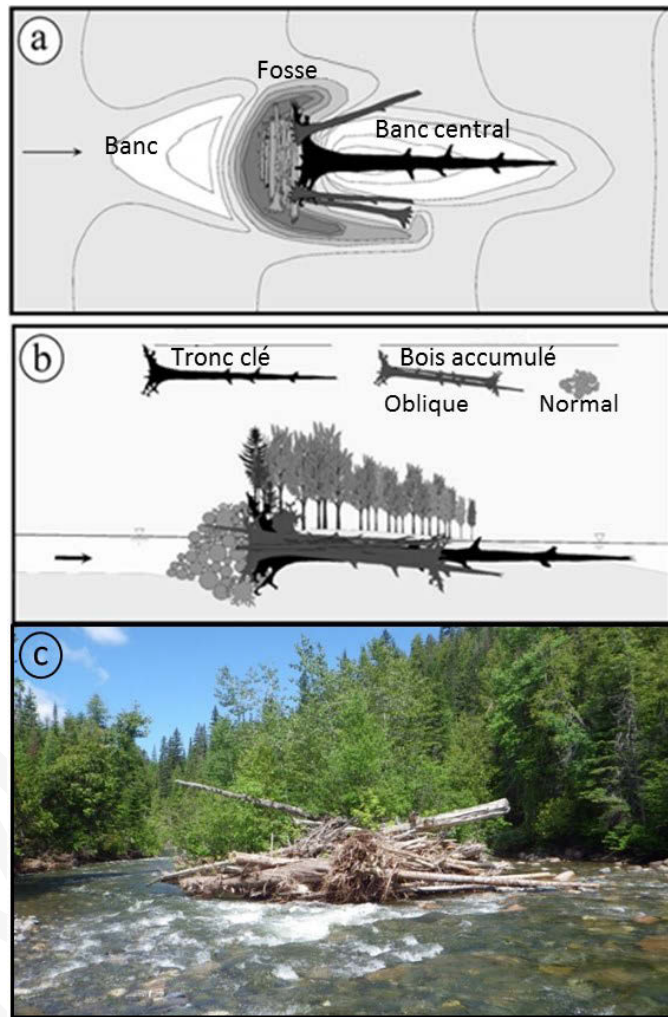 a
Fosse
Banc
Banc central
b
Tronc clé
Bois accumulé
Oblique
Normal
c